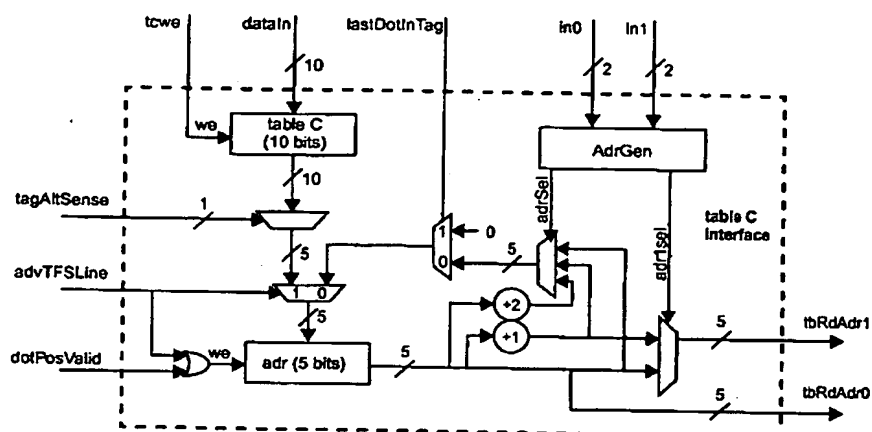 tcwe
dataIn
lastDotInTag
in0
in1
10
2
2
we
table C
(10 bits)
AdrGen
10
tagAltSense
1
adrSel
adr1sel
table C
interface
1
0
0
5
5
5
advTFSLine
1 0
+2
5
+1
5
tbRdAdr1
we
dotPosValid
adr (5 bits)
5
5
tbRdAdr0